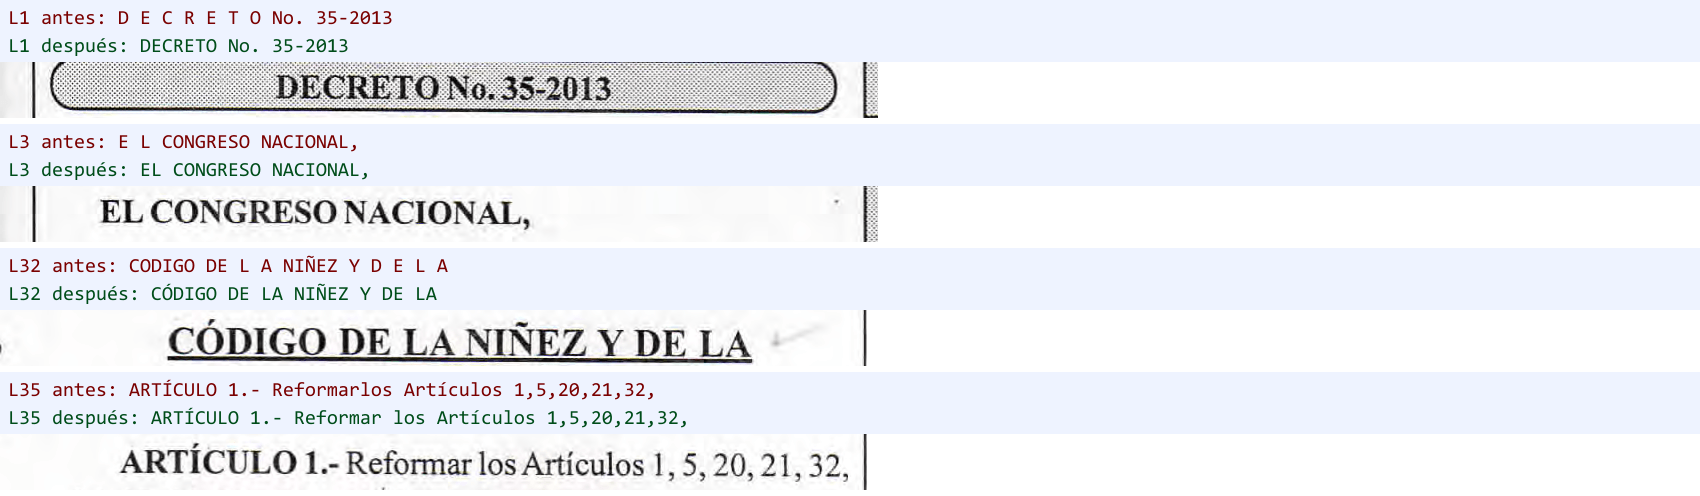 L1 antes: D E C R E T O No. 35-2013
L1 después: DECRETO No. 35-2013
DECRETO No. 35-2013
L3 antes: E L CONGRESO NACIONAL,
L3 después: EL CONGRESO NACIONAL,
EL CONGRESO NACIONAL,
L32 antes: CODIGO DE L A NIÑEZ Y D E L A
L32 después: CÓDIGO DE LA NIÑEZ Y DE LA
CÓDIGO DE LA NIÑEZ Y DE LA
L35 antes: ARTÍCULO 1.- Reformarlos Artículos 1,5,20,21,32,
L35 después: ARTÍCULO 1.- Reformar los Artículos 1,5,20,21,32,
ARTÍCULO 1.- Reformar los Artículos 1, 5, 20, 21, 32,